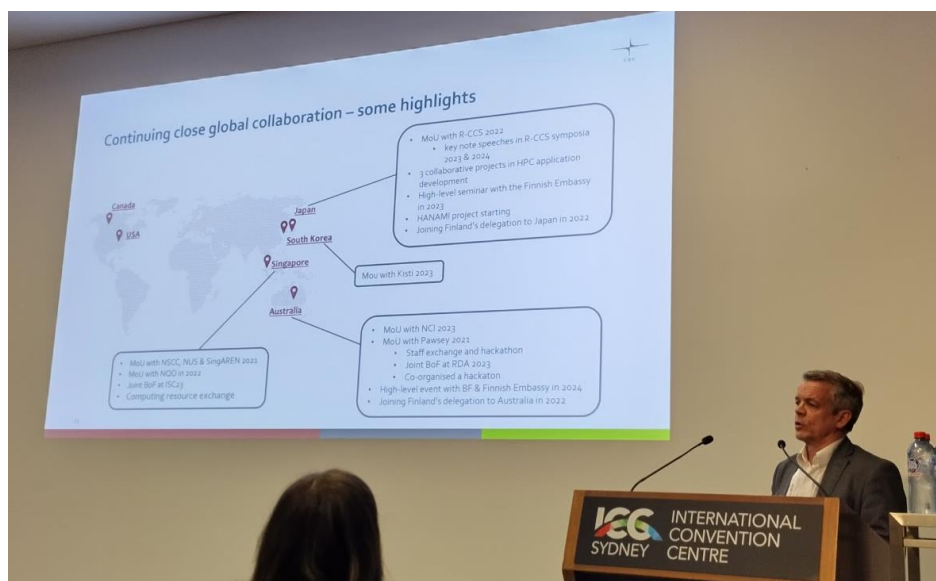 CSC
Continuing close global collaboration – some highlights
Canada
USA
Japan
South Korea
Singapore
Australia
• MoU with R-CCS 2022
• key note speeches in R-CCS symposia
2023 & 2024
• 3 collaborative projects in HPC application
development
• High-level seminar with the Finnish Embassy
in 2023
• HANAMI project starting
• Joining Finland's delegation to Japan in 2022
Mou with Kisti 2023
• MoU with NSCC, NUS & SingAREN 2021
• MoU with NQO in 2022
• Joint BoF at ISC23
• Computing resource exchange
• MoU with NCI 2023
• MoU with Pawsey 2021
• Staff exchange and hackathon
• Joint BoF at RDA 2023
• Co-organised a hackaton
• High-level event with BF & Finnish Embassy in 2024
• Joining Finland's delegation to Australia in 2022
ICC
SYDNEY
INTERNATIONAL
CONVENTION
CENTRE